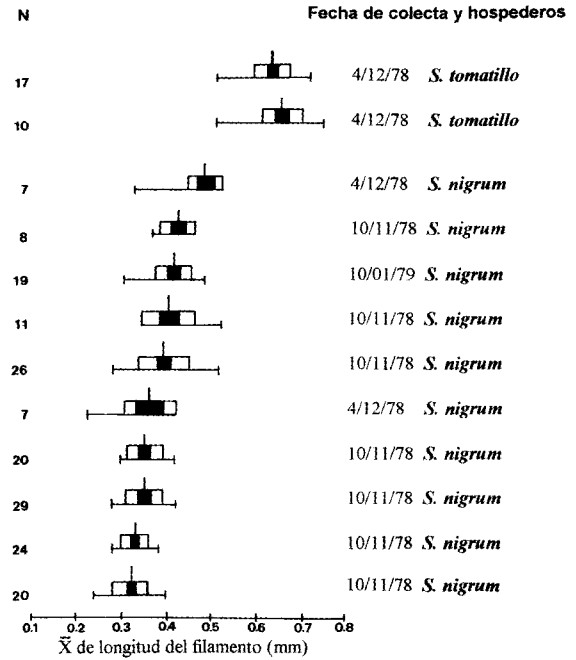 N Fecha de colecta y hospederos
17 4/12/78 S. tomatillo
10 4/12/78 S. tomatillo
7 4/12/78 S. nigrum
8 10/11/78 S. nigrum
19 10/01/79 S. nigrum
11 10/11/78 S. nigrum
26 10/11/78 S. nigrum
7 4/12/78 S. nigrum
20 10/11/78 S. nigrum
29 10/11/78 S. nigrum
24 10/11/78 S. nigrum
20 10/11/78 S. nigrum
0.1 0.2 0.3 0.4 0.5 0.6 0.7 0.8
X̄ de longitud del filamento (mm)